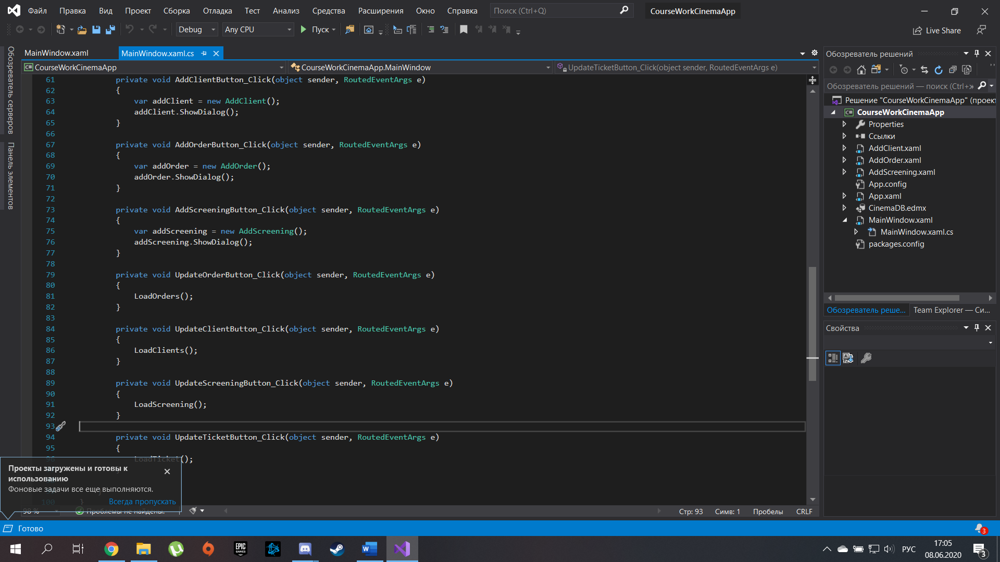 Файл Правка Вид Проект Сборка Отладка Тест Анализ Средства Расширения Окно Справка Поиск (Ctrl+Q) CourseWorkCinemaApp
Debug Any CPU Пуск Live Share
Обозреватель серверов
Панель элементов
MainWindow.xaml MainWindow.xaml.cs
CourseWorkCinemaApp CourseWorkCinemaApp.MainWindow UpdateTicketButton_Click(object sender, RoutedEventArgs e)
61 private void AddClientButton_Click(object sender, RoutedEventArgs e)
62 {
63 var addClient = new AddClient();
64 addClient.ShowDialog();
65 }
66
67 private void AddOrderButton_Click(object sender, RoutedEventArgs e)
68 {
69 var addOrder = new AddOrder();
70 addOrder.ShowDialog();
71 }
72
73 private void AddScreeningButton_Click(object sender, RoutedEventArgs e)
74 {
75 var addScreening = new AddScreening();
76 addScreening.ShowDialog();
77 }
78
79 private void UpdateOrderButton_Click(object sender, RoutedEventArgs e)
80 {
81 LoadOrders();
82 }
83
84 private void UpdateClientButton_Click(object sender, RoutedEventArgs e)
85 {
86 LoadClients();
87 }
88
89 private void UpdateScreeningButton_Click(object sender, RoutedEventArgs e)
90 {
91 LoadScreening();
92 }
93
94 private void UpdateTicketButton_Click(object sender, RoutedEventArgs e)
95 {
96 LoadTicket();
100 }
Проекты загружены и готовы к
использованию
Фоновые задачи все еще выполняются.
Всегда пропускать
98 % Проблемы не найдены.
Стр: 93 Симв: 1 Пробелы CRLF
Обозреватель решений
Обозреватель решений — поиск (Ctrl+ж
Решение "CourseWorkCinemaApp" (проект
CourseWorkCinemaApp
Properties
Ссылки
AddClient.xaml
AddOrder.xaml
AddScreening.xaml
App.config
App.xaml
CinemaDB.edmx
MainWindow.xaml
MainWindow.xaml.cs
packages.config
Обозреватель реше... Team Explorer — Си...
Свойства
Готово
3
EPIC GAMES
РУС
17:05
08.06.2020
3